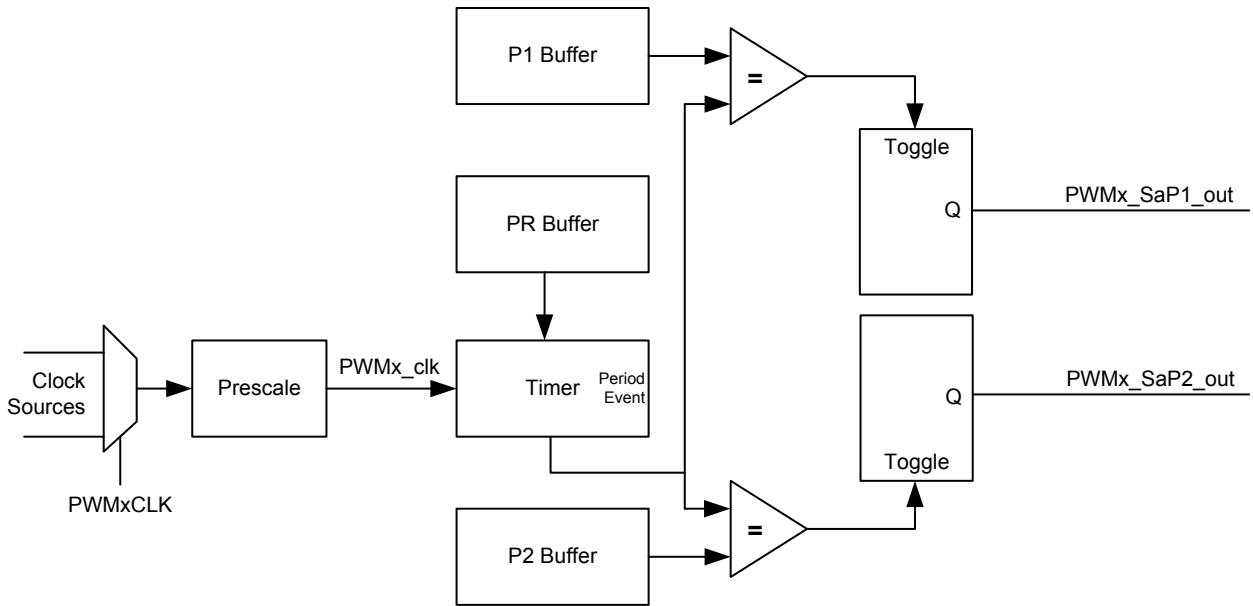 P1 Buffer
=
Toggle
Q
PWMx_SaP1_out
PR Buffer
Clock
Sources
PWMxCLK
Prescale
PWMx_clk
Timer
Period
Event
Q
PWMx_SaP2_out
Toggle
P2 Buffer
=